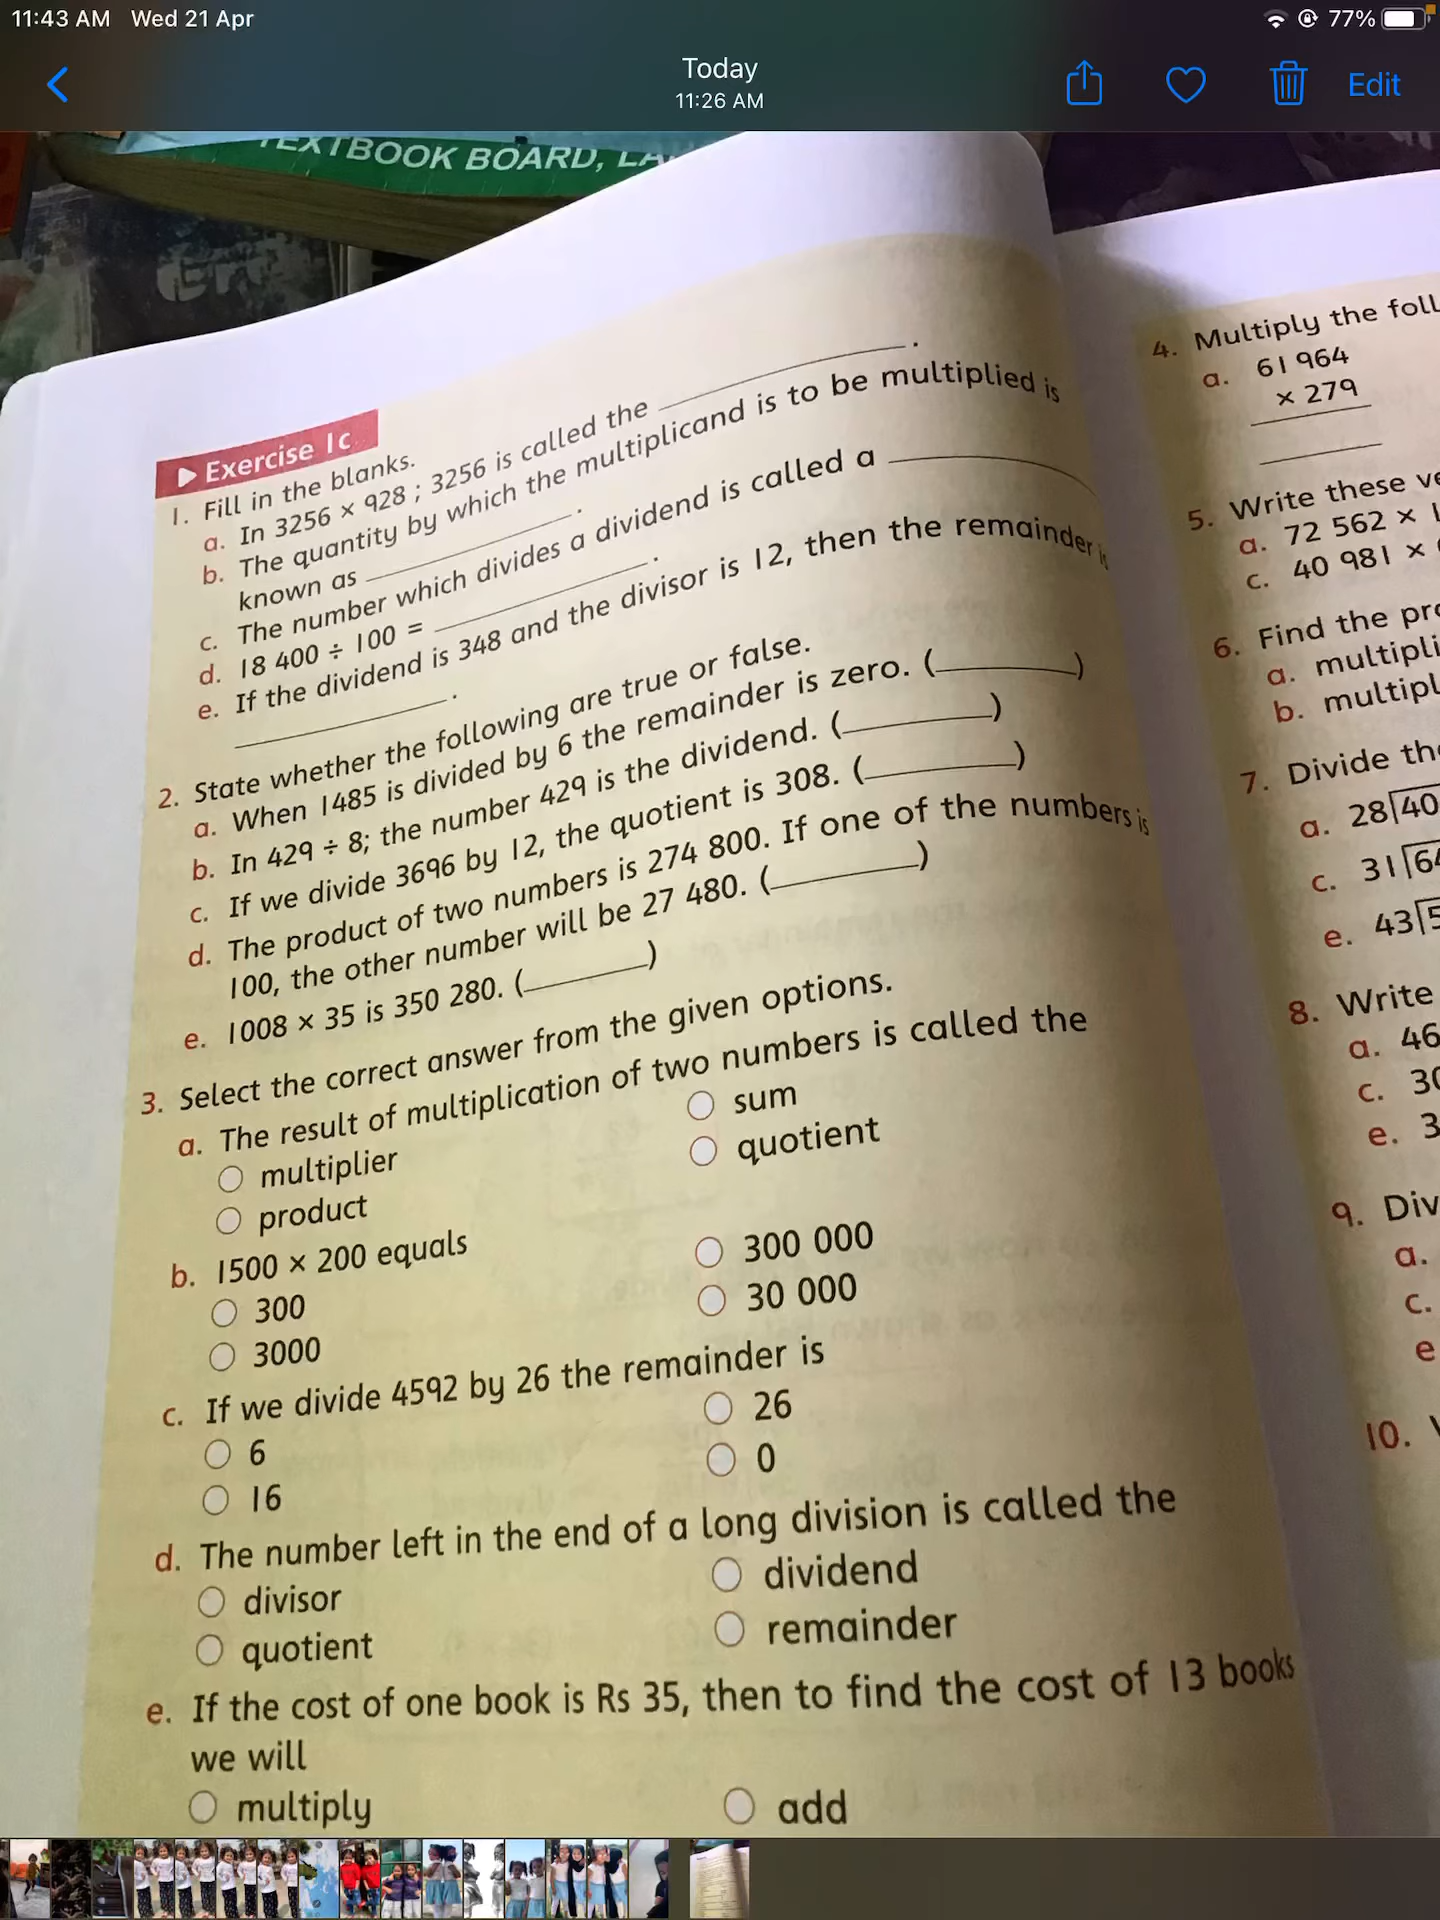 11:43 AM Wed 21 Apr
77%
Today
11:26 AM
Edit
TEXTBOOK BOARD,
Exercise 1c
1. Fill in the blanks.
a. In 3256 × 928 ; 3256 is called the ____________.
b. The quantity by which the multiplicand is to be multiplied is
known as ____________.
c. The number which divides a dividend is called a ____________.
d. 18 400 ÷ 100 = ____________.
e. If the dividend is 348 and the divisor is 12, then the remainder is
____________.
2. State whether the following are true or false.
a. When 1485 is divided by 6 the remainder is zero. (________)
b. In 429 ÷ 8; the number 429 is the dividend. (________)
c. If we divide 3696 by 12, the quotient is 308. (________)
d. The product of two numbers is 274 800. If one of the numbers is
100, the other number will be 27 480. (________)
e. 1008 × 35 is 350 280. (________)
3. Select the correct answer from the given options.
a. The result of multiplication of two numbers is called the
multiplier sum
product quotient
b. 1500 × 200 equals
300 300 000
3000 30 000
c. If we divide 4592 by 26 the remainder is
6 26
16 0
d. The number left in the end of a long division is called the
divisor dividend
quotient remainder
e. If the cost of one book is Rs 35, then to find the cost of 13 books
we will
multiply add
4. Multiply the
a. 61 964
× 279
5. Write these
a. 72 562 ×
c. 40 981 ×
6. Find the
a.
b.
7. Divide
a. 28
c. 31
e. 43
8. Write
a. 46
c.
e. 3
9.
a.
c.
e
10.